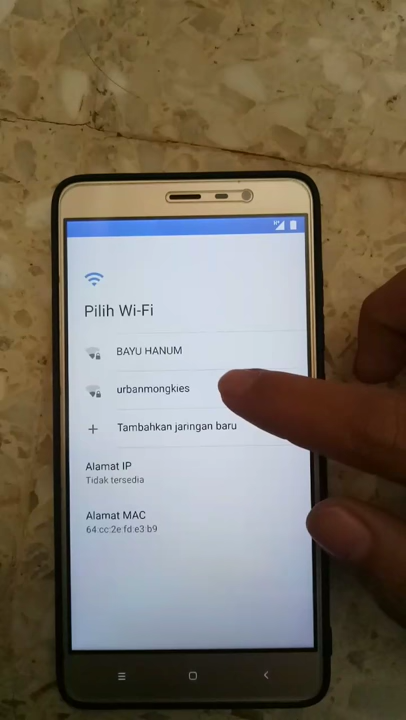 Pilih Wi-Fi
BAYU HANUM
urbanmongkies
Tambahkan jaringan baru
Alamat IP
Tidak tersedia
Alamat MAC
64:cc:2e:fd:e3:b9